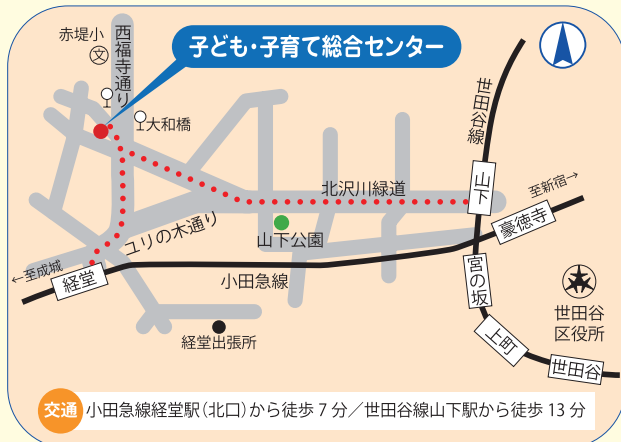 赤堤小
文
西福寺通り
子ども・子育て総合センター
大和橋
世田谷線
北沢川緑道
山下
至新宿→
豪徳寺
ユリの木通り
山下公園
←至成城
経堂
小田急線
宮の坂
世田谷
区役所
経堂出張所
上町
世田谷
交通 小田急線経堂駅(北口)から徒歩7分/世田谷線山下駅から徒歩13分